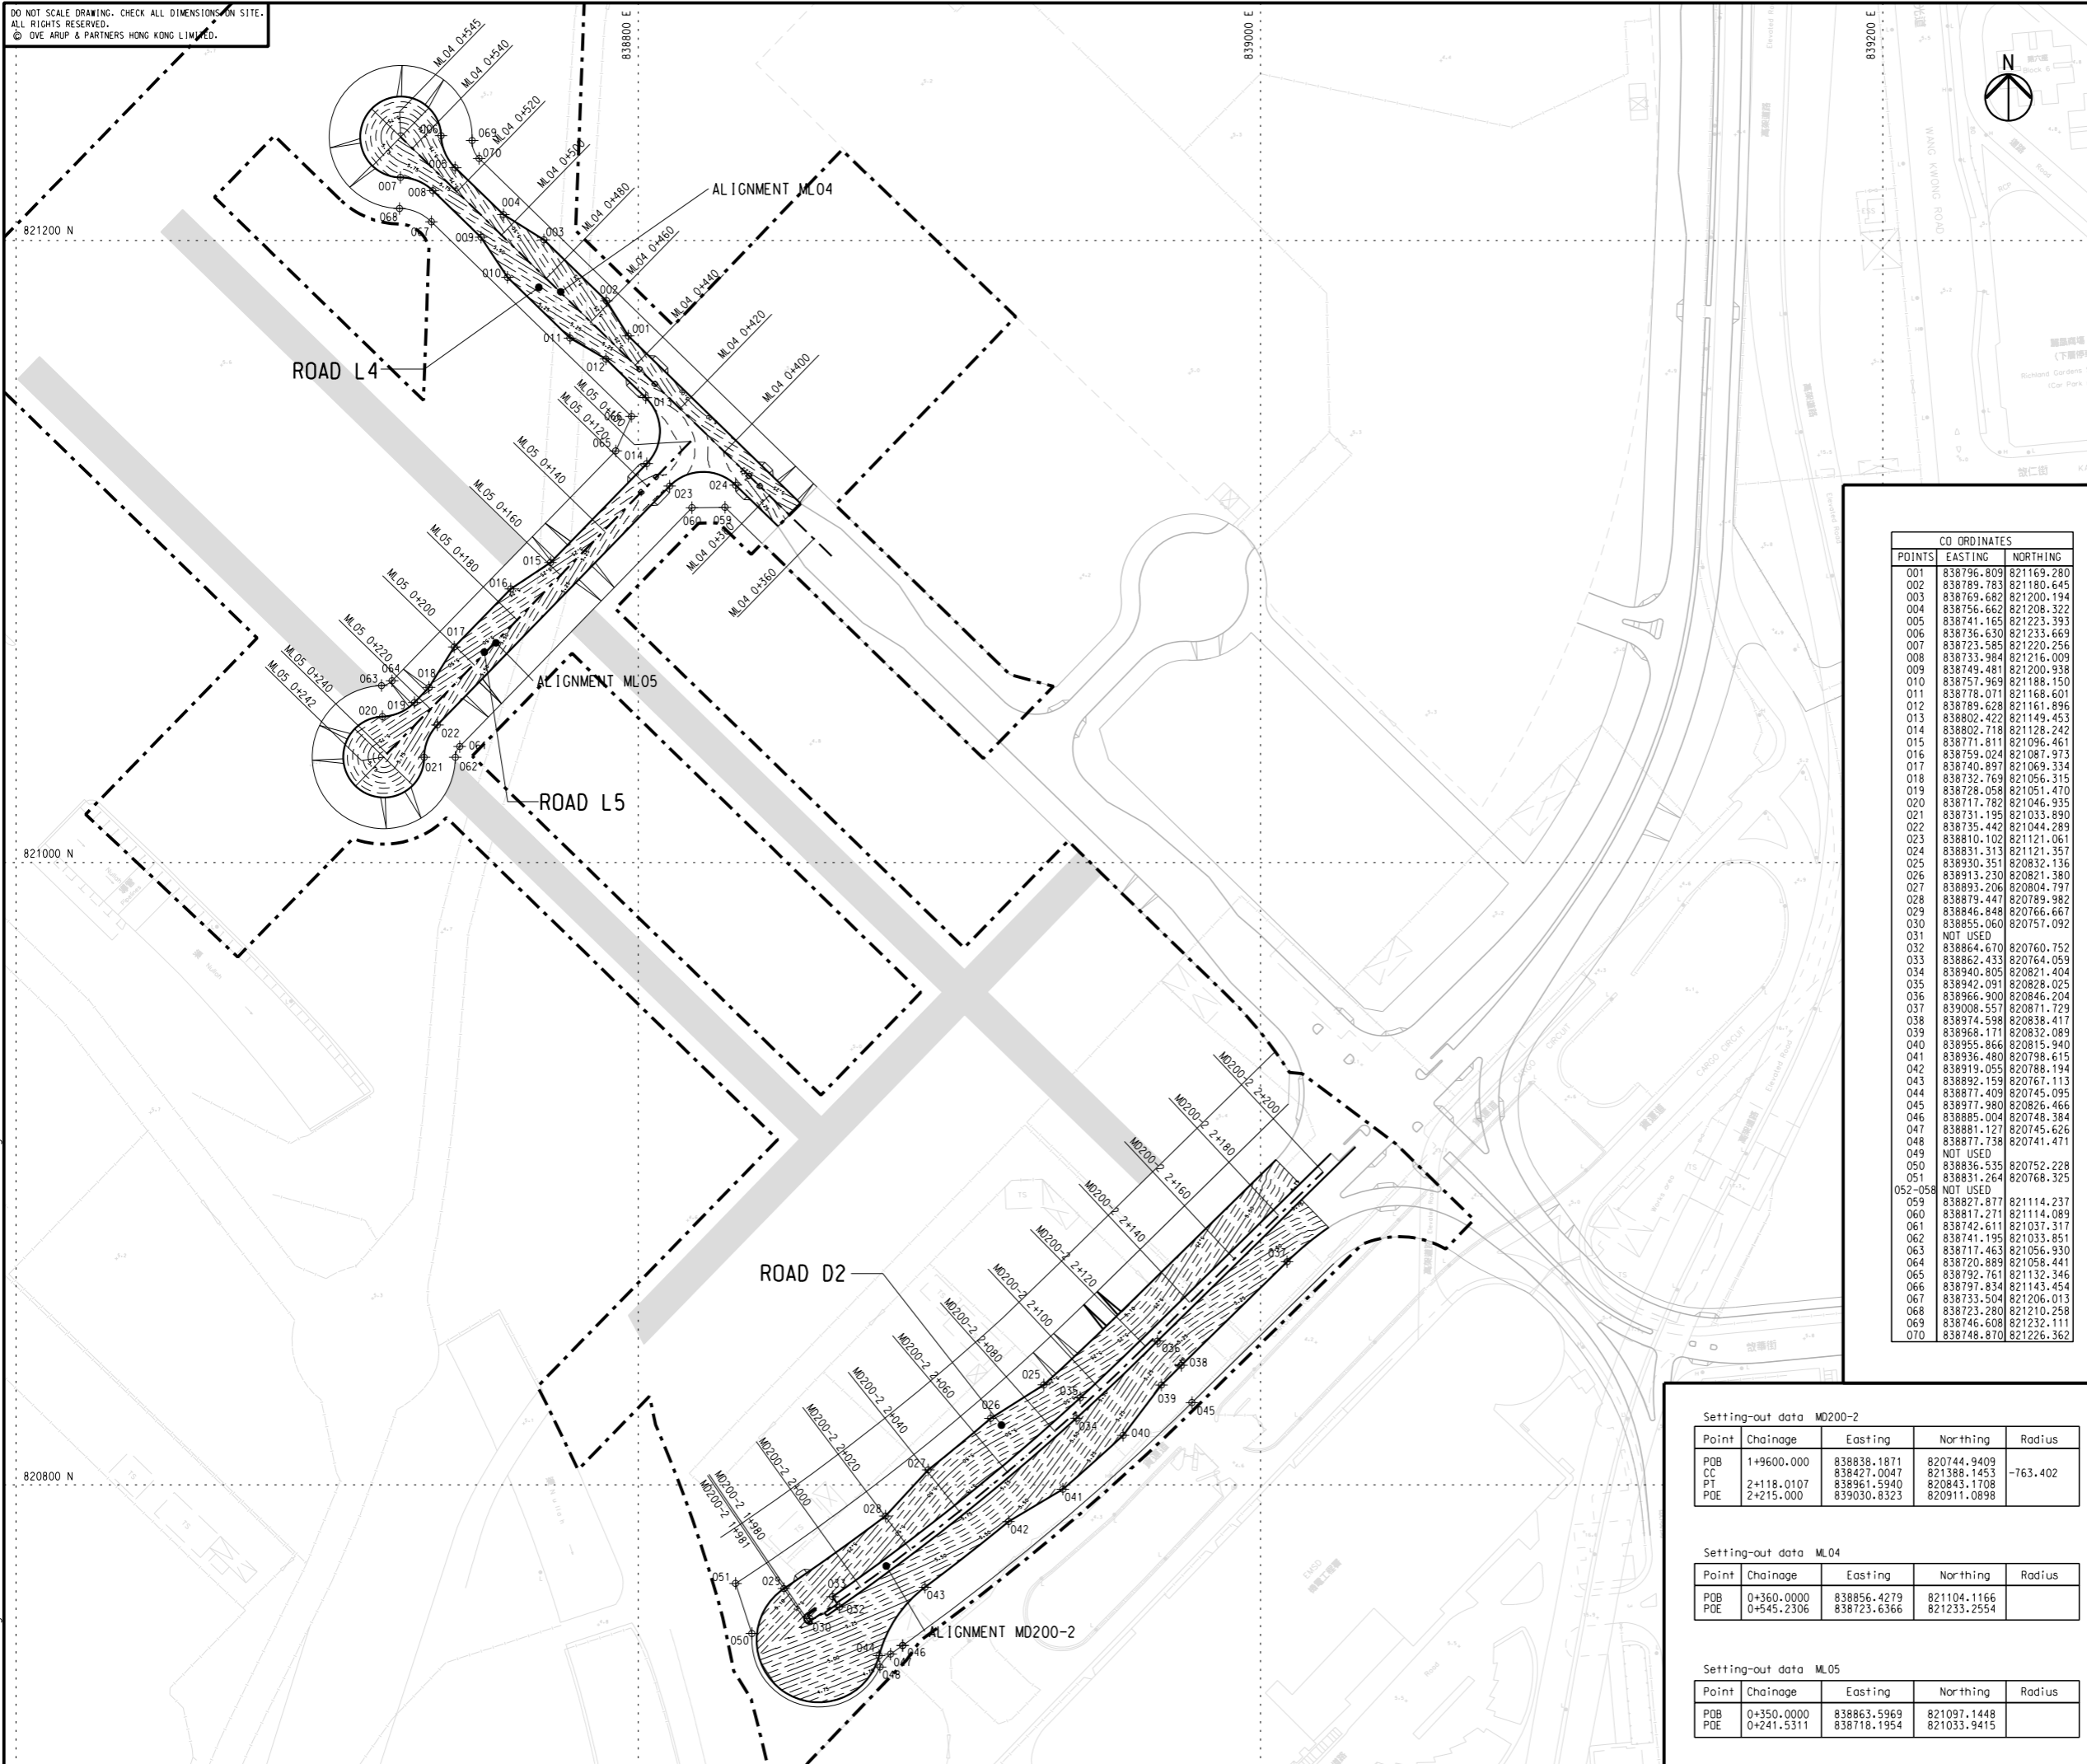 DO NOT SCALE DRAWING. CHECK ALL DIMENSIONS ON SITE.
ALL RIGHTS RESERVED.
© OVE ARUP & PARTNERS HONG KONG LIMITED.
838800 E
839000 E
839200 E
N
821200 N
821000 N
820800 N
ML04 0+545
ML04 0+540
ML04 0+520
ML04 0+500
ML04 0+480
ML04 0+460
ML04 0+440
ML04 0+420
ML04 0+400
ML04 0+360
ALIGNMENT ML04
ROAD L4
ML05 0+120
ML05 0+140
ML05 0+160
ML05 0+180
ML05 0+200
ML05 0+220
ML05 0+240
ML05 0+242
ALIGNMENT ML05
ROAD L5
ROAD D2
MD200-2 2+200
MD200-2 2+180
MD200-2 2+160
MD200-2 2+140
MD200-2 2+120
MD200-2 2+100
MD200-2 2+080
MD200-2 2+060
MD200-2 2+040
MD200-2 2+020
MD200-2 2+000
MD200-2 1+980
MD200-2 1+981
ALIGNMENT MD200-2
WANG KWONG ROAD
CARGO CIRCUIT
CO ORDINATES
POINTS EASTING NORTHING
001 838796.809 821169.280
002 838789.783 821180.645
003 838769.682 821200.194
004 838756.662 821208.322
005 838741.165 821223.393
006 838736.630 821233.669
007 838723.585 821220.256
008 838733.984 821216.009
009 838749.481 821200.938
010 838757.969 821188.150
011 838778.071 821168.601
012 838789.628 821161.896
013 838802.422 821149.453
014 838802.718 821128.242
015 838771.811 821096.461
016 838759.024 821087.973
017 838740.897 821069.334
018 838732.769 821056.315
019 838728.058 821051.470
020 838717.782 821046.935
021 838731.195 821033.890
022 838735.442 821044.289
023 838810.102 821121.061
024 838831.313 821121.357
025 838930.351 820832.136
026 838913.230 820821.380
027 838893.206 820804.797
028 838879.447 820789.982
029 838846.848 820766.667
030 838855.060 820757.092
031 NOT USED
032 838864.670 820760.752
033 838862.433 820764.059
034 838940.805 820821.404
035 838942.091 820828.025
036 838966.900 820846.204
037 839008.557 820871.729
038 838974.598 820838.417
039 838968.171 820832.089
040 838955.866 820815.940
041 838936.480 820798.615
042 838919.055 820788.194
043 838892.159 820767.113
044 838877.409 820745.095
045 838977.980 820826.466
046 838885.004 820748.384
047 838881.127 820745.626
048 838877.738 820741.471
049 NOT USED
050 838836.535 820752.228
051 838831.264 820768.325
052-058 NOT USED
059 838827.877 821114.237
060 838817.271 821114.089
061 838742.611 821037.317
062 838741.195 821033.851
063 838717.463 821056.930
064 838720.889 821058.441
065 838792.761 821132.346
066 838797.834 821143.454
067 838733.504 821206.013
068 838723.280 821210.258
069 838746.608 821232.111
070 838748.870 821226.362
Setting-out data MD200-2
Point Chainage Easting Northing Radius
POB 1+9600.000 838838.1871 820744.9409
CC 838427.0047 821388.1453 -763.402
PT 2+118.0107 838961.5940 820843.1708
POE 2+215.000 839030.8323 820911.0898
Setting-out data ML04
Point Chainage Easting Northing Radius
POB 0+360.0000 838856.4279 821104.1166
POE 0+545.2306 838723.6366 821233.2554
Setting-out data ML05
Point Chainage Easting Northing Radius
POB 0+350.0000 838863.5969 821097.1448
POE 0+241.5311 838718.1954 821033.9415